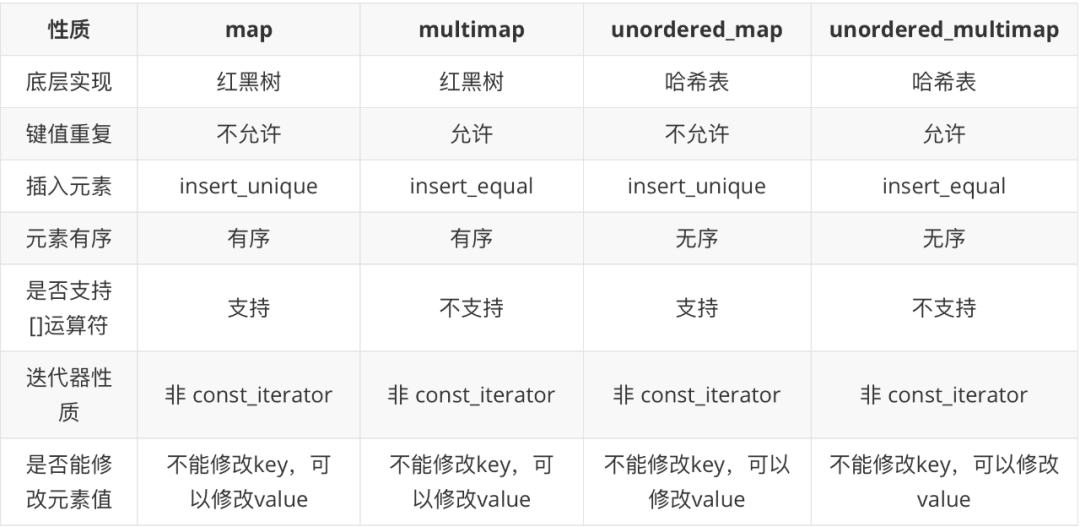 性质 map multimap unordered_map unordered_multimap
底层实现 红黑树 红黑树 哈希表 哈希表
键值重复 不允许 允许 不允许 允许
插入元素 insert_unique insert_equal insert_unique insert_equal
元素有序 有序 有序 无序 无序
是否支持
[]运算符 支持 不支持 支持 不支持
迭代器性
质 非 const_iterator 非 const_iterator 非 const_iterator 非 const_iterator
是否能修 不能修改key，可 不能修改key，可 不能修改key，可以 不能修改key，可以修改
改元素值 以修改value 以修改value 修改value value